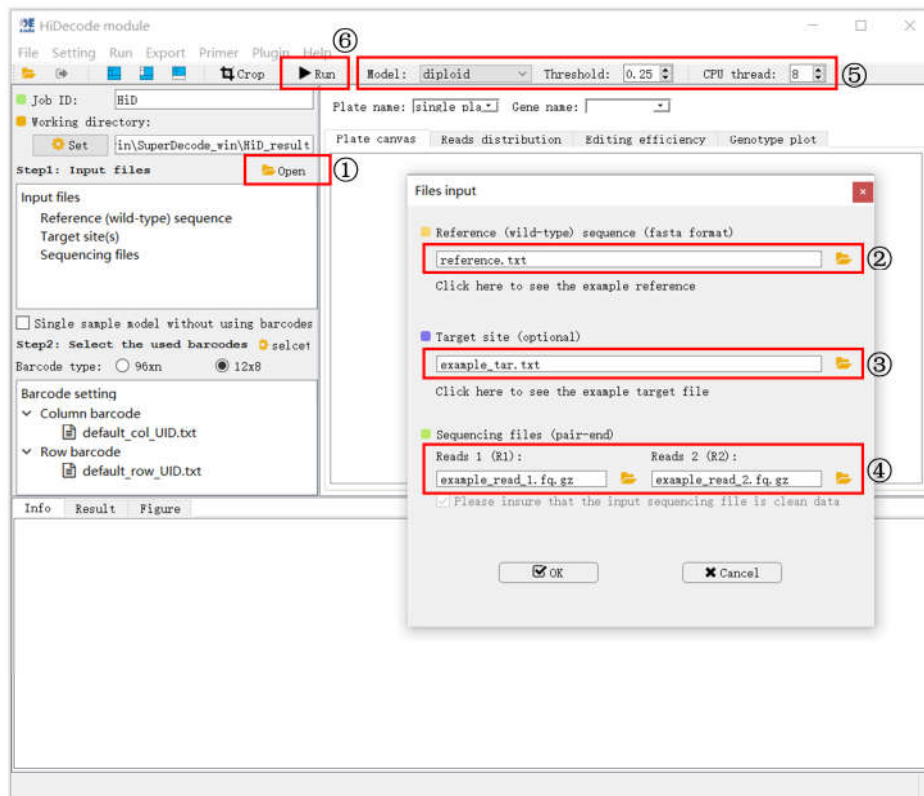 HiDecode module
File Setting Run Export Primer Plugin Help
⑥
Crop Run Model: diploid Threshold: 0.25 CPU thread: 8 ⑤
Job ID: HiD
Working directory:
Set in\SuperDecode_win\HiD_result
Step1: Input files Open ①
Input files
Reference (wild-type) sequence
Target site(s)
Sequencing files
Single sample model without using barcodes
Step2: Select the used barcodes selcet
Barcode type: 96xn 12x8
Barcode setting
Column barcode
default_col_UID.txt
Row barcode
default_row_UID.txt
Plate name: single pla Gene name:
Plate canvas Reads distribution Editing efficiency Genotype plot
Files input
Reference (wild-type) sequence (fasta format)
reference.txt ②
Click here to see the example reference
Target site (optional)
example_tar.txt ③
Click here to see the example target file
Sequencing files (pair-end)
Reads 1 (R1): Reads 2 (R2):
example_read_1.fq.gz example_read_2.fq.gz ④
Please insure that the input sequencing file is clean data
OK Cancel
Info Result Figure